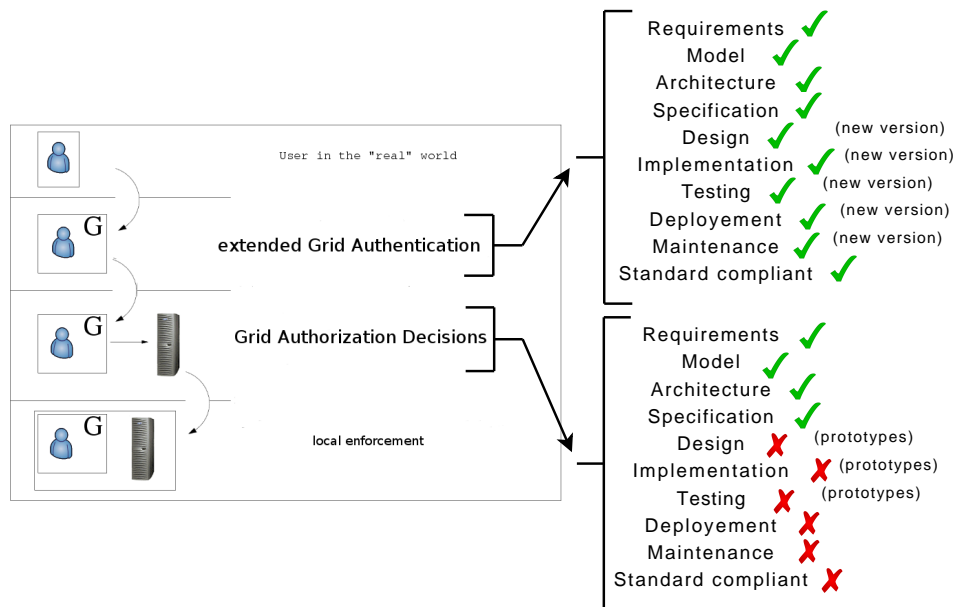 User in the "real" world
G
extended Grid Authentication
G
Grid Authorization Decisions
G
local enforcement
Requirements
Model
Architecture
Specification
Design (new version)
Implementation (new version)
Testing (new version)
Deployement (new version)
Maintenance (new version)
Standard compliant
Requirements
Model
Architecture
Specification
Design (prototypes)
Implementation (prototypes)
Testing (prototypes)
Deployement
Maintenance
Standard compliant